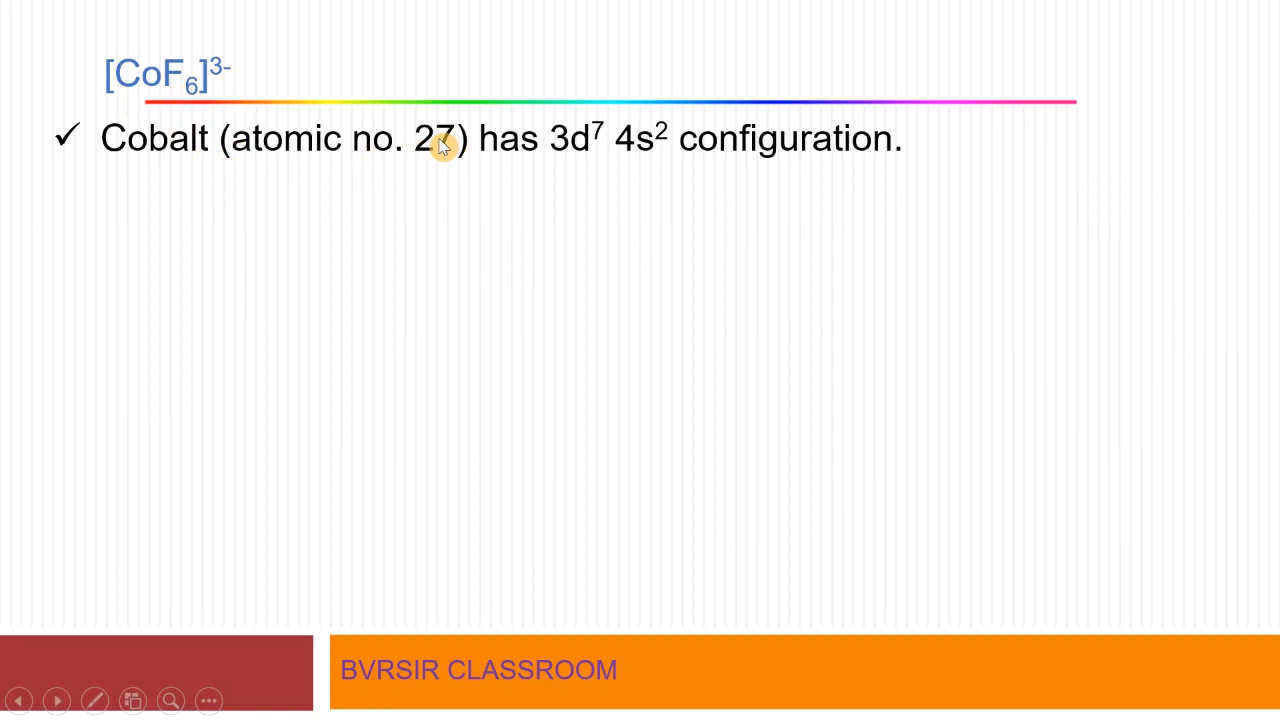 [CoF₆]³⁻
✓ Cobalt (atomic no. 27) has 3d⁷ 4s² configuration.
BVRSIR CLASSROOM